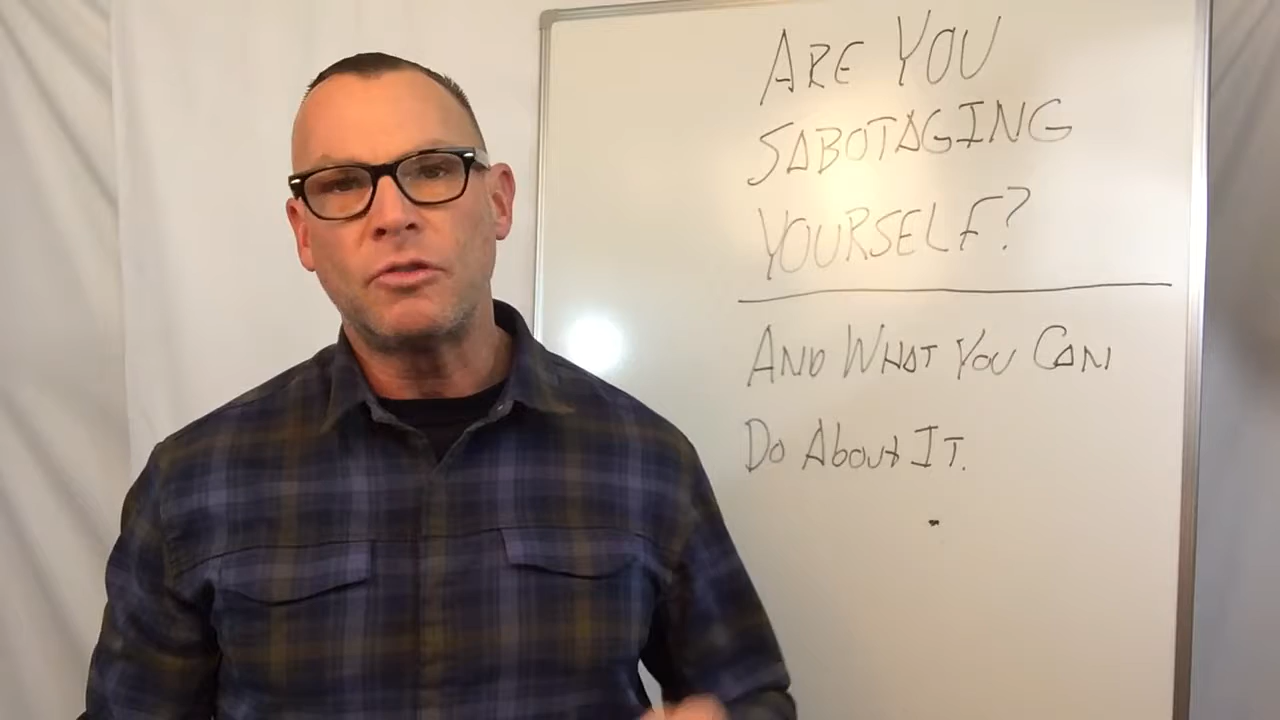 ARE YOU
SABOTAGING
YOURSELF?
AND WHAT YOU CAN
DO ABOUT IT.